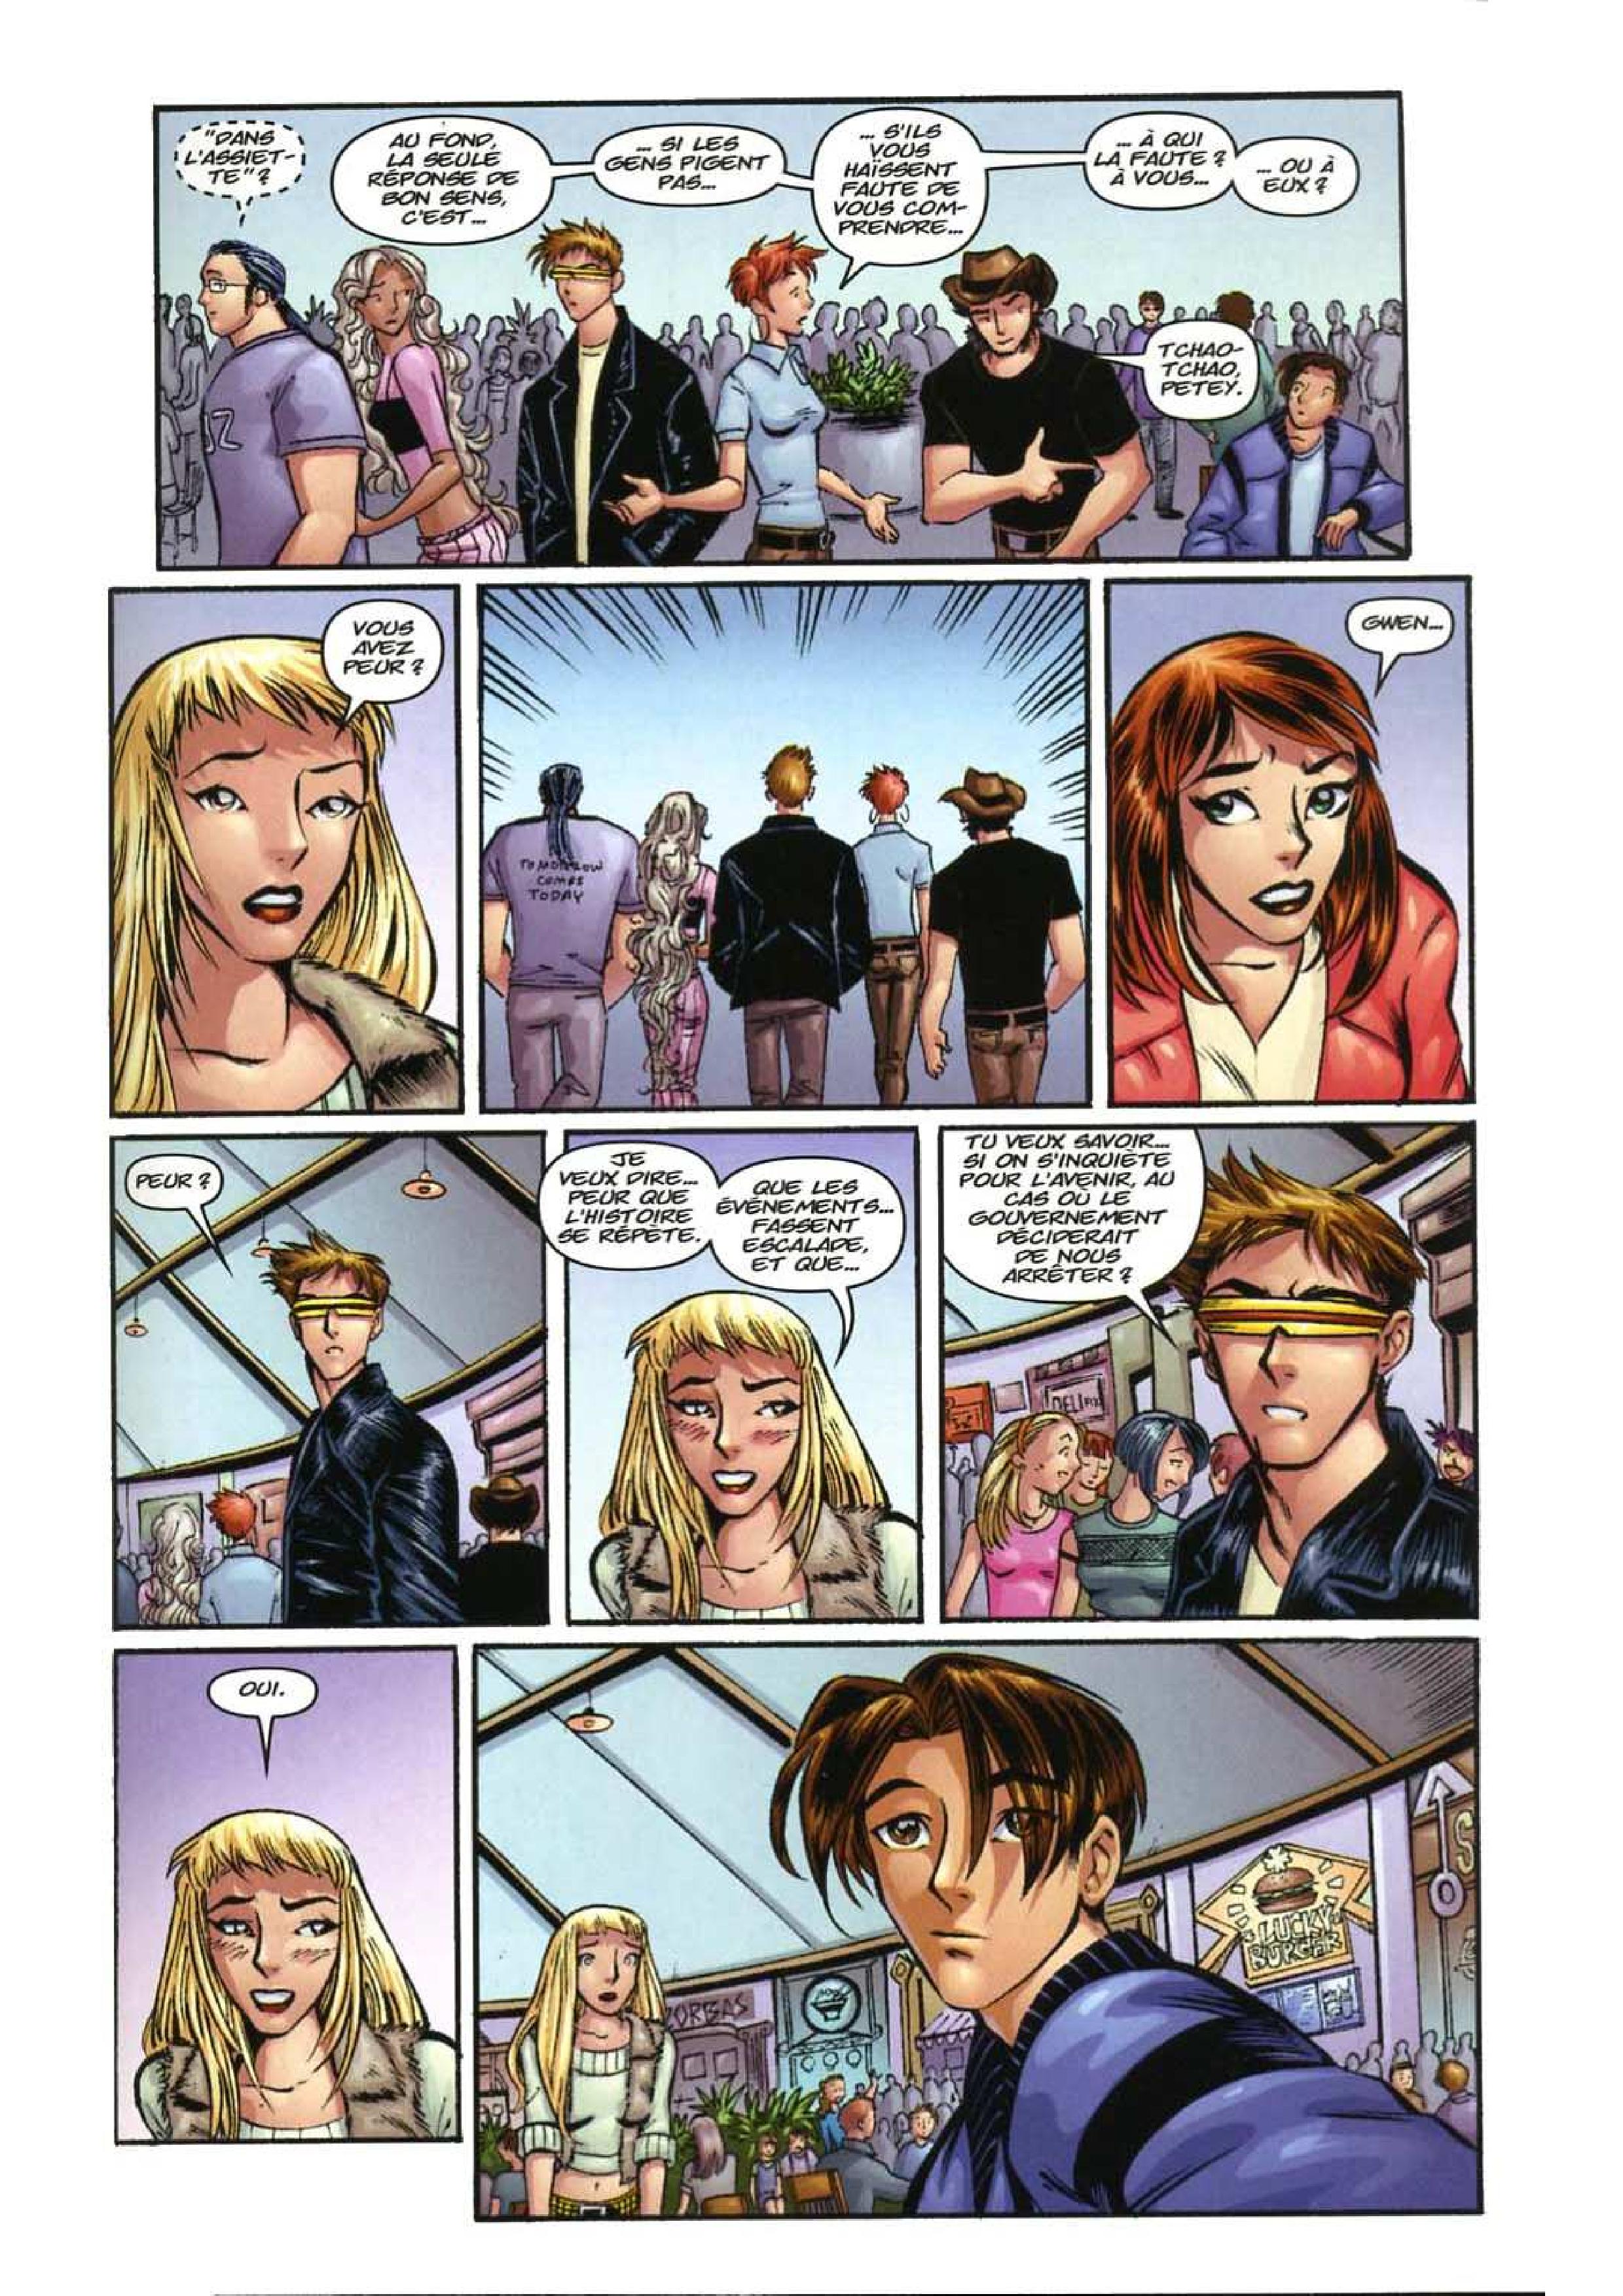 "DANS
L'ASSIET-
TE"?
AU FOND,
LA SEULE
RÉPONSE DE
BON SENS,
C'EST...
... SI LES
GENS PIGENT
PAS...
... S'ILS
VOUS
HAÏSSENT
FAUTE DE
VOUS COM-
PRENDRE...
... À QUI
LA FAUTE ?
À VOUS...
... OU À
EUX ?
TCHAO-
TCHAO,
PETEY.
VOUS
AVEZ
PEUR ?
TOMORROW
COMES
TODAY
GWEN...
PEUR ?
JE
VEUX DIRE...
PEUR QUE
L'HISTOIRE
SE RÉPÈTE.
QUE LES
ÉVÉNEMENTS...
FASSENT
ESCALADE,
ET QUE...
TU VEUX SAVOIR...
SI ON S'INQUIÈTE
POUR L'AVENIR, AU
CAS OÙ LE
GOUVERNEMENT
DÉCIDERAIT
DE NOUS
ARRÊTER ?
DELI
OUI.
ORBAS
LUCKY
BURGAR